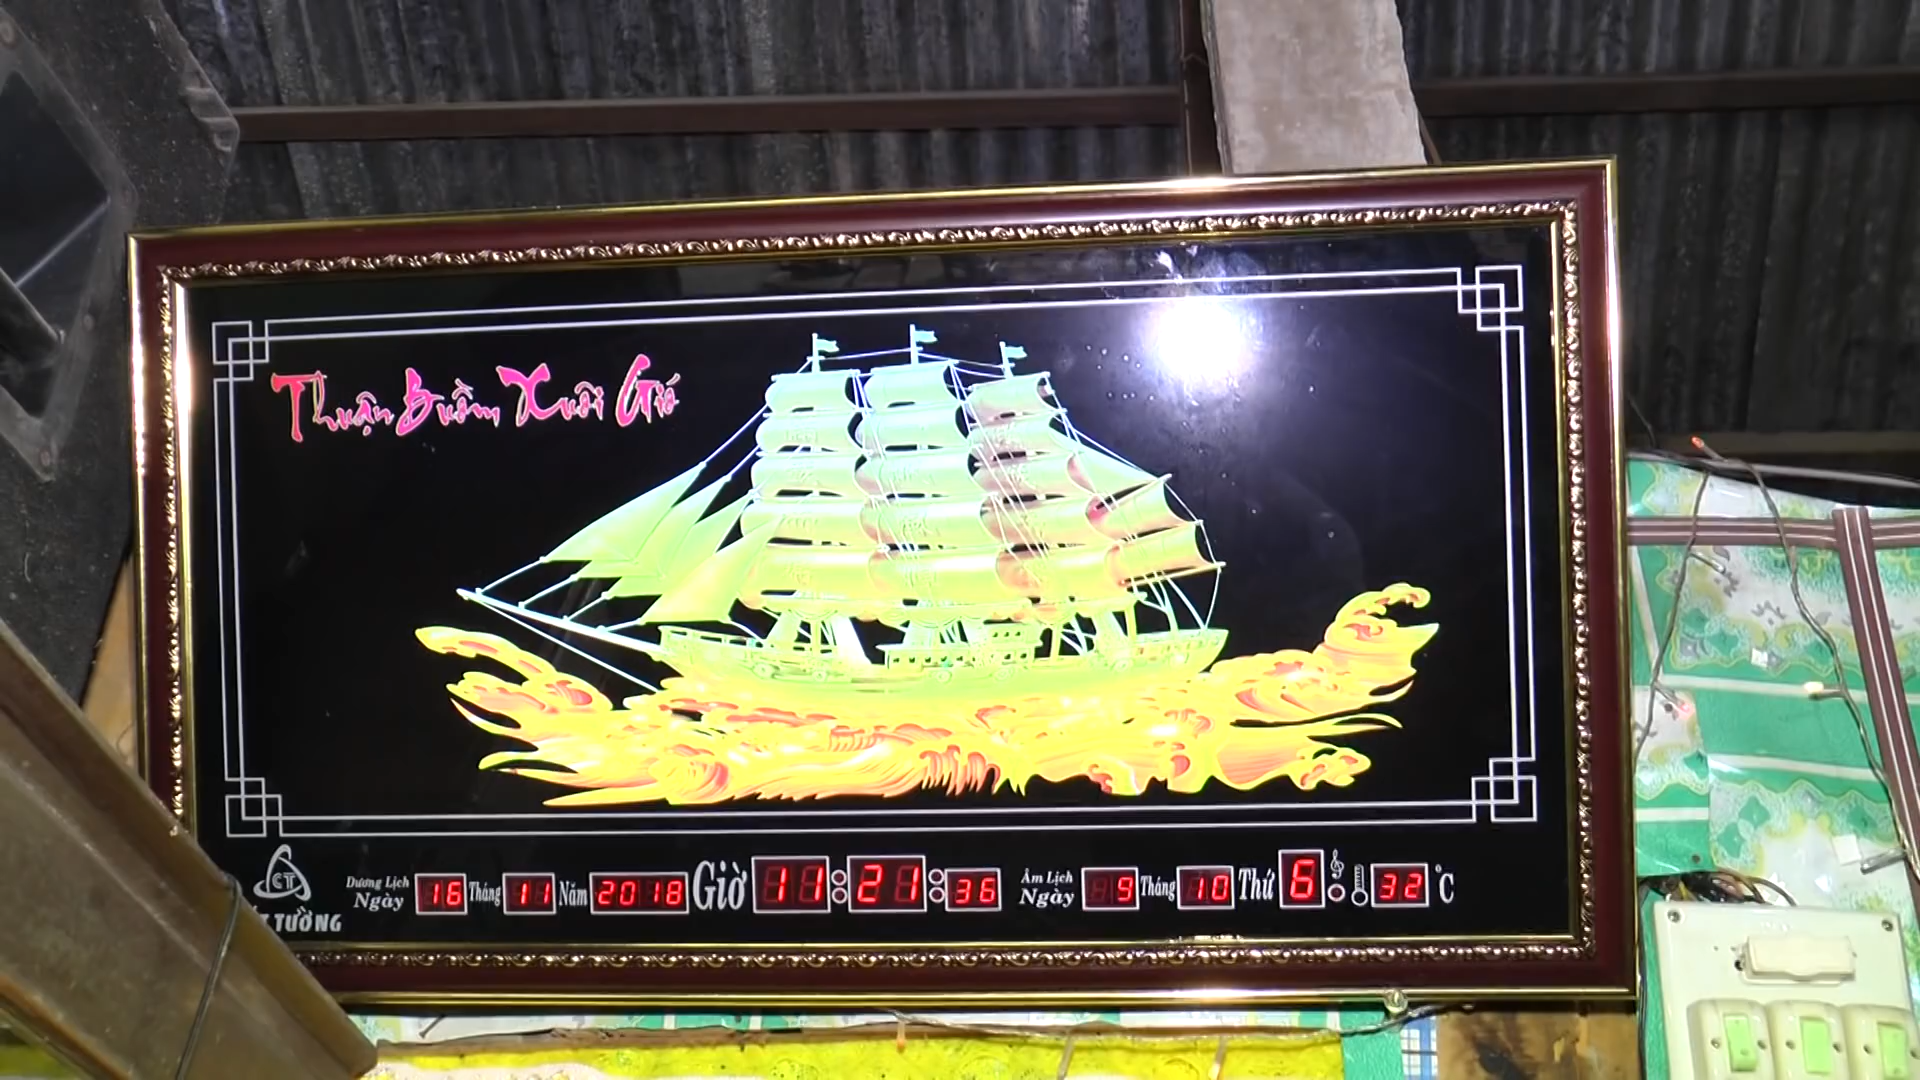 Thuận Buồm Xuôi Gió
CT
TƯỜNG
Dương Lịch Ngày 16 Tháng 11 Năm 2018 Giờ 11:21:36 Âm Lịch Ngày 9 Tháng 10 Thứ 6 32 °C